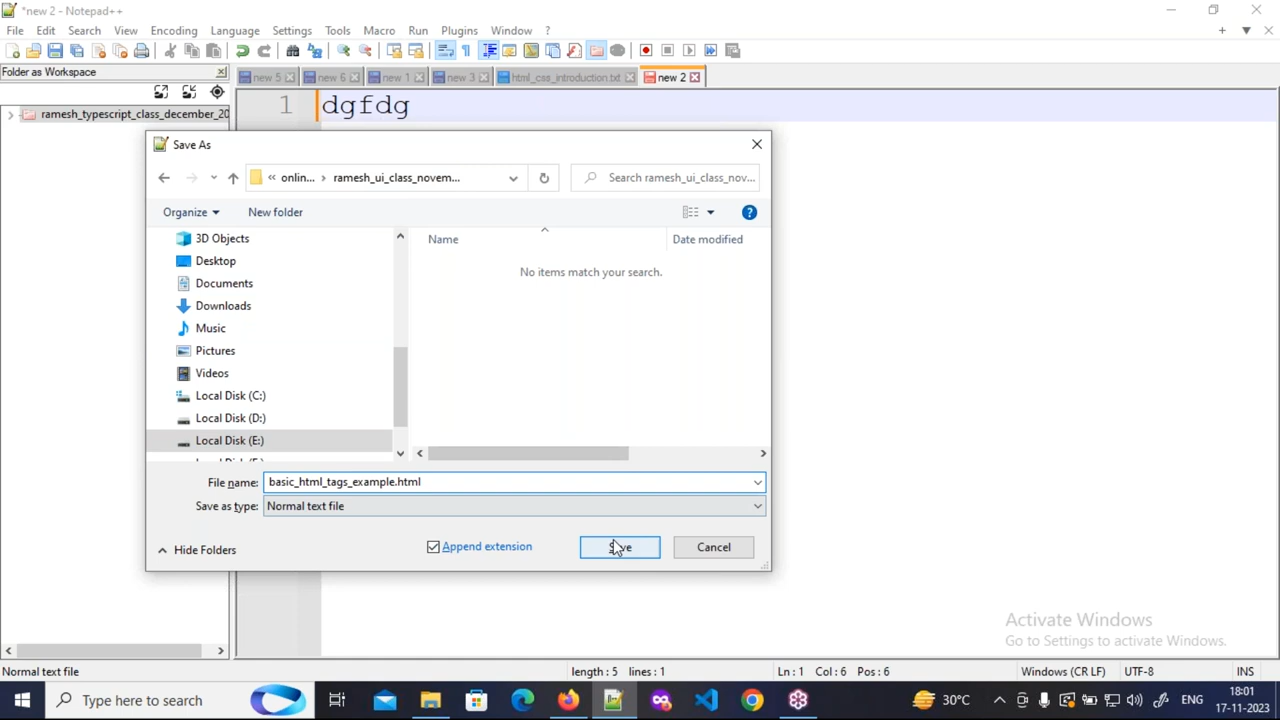 *new 2 - Notepad++
File Edit Search View Encoding Language Settings Tools Macro Run Plugins Window ?
Folder as Workspace
new 5 new 6 new 1 new 3 html_css_introduction.txt new 2
ramesh_typescript_class_december_20
1 dgfdg
Save As
« onlin... › ramesh_ui_class_novem...
Search ramesh_ui_class_nov...
Organize New folder
Name Date modified
No items match your search.
3D Objects
Desktop
Documents
Downloads
Music
Pictures
Videos
Local Disk (C:)
Local Disk (D:)
Local Disk (E:)
File name: basic_html_tags_example.html
Save as type: Normal text file
Hide Folders
Append extension
Save
Cancel
Activate Windows
Go to Settings to activate Windows.
Normal text file length : 5 lines : 1 Ln : 1 Col : 6 Pos : 6 Windows (CR LF) UTF-8 INS
Type here to search
30°C
ENG
18:01
17-11-2023